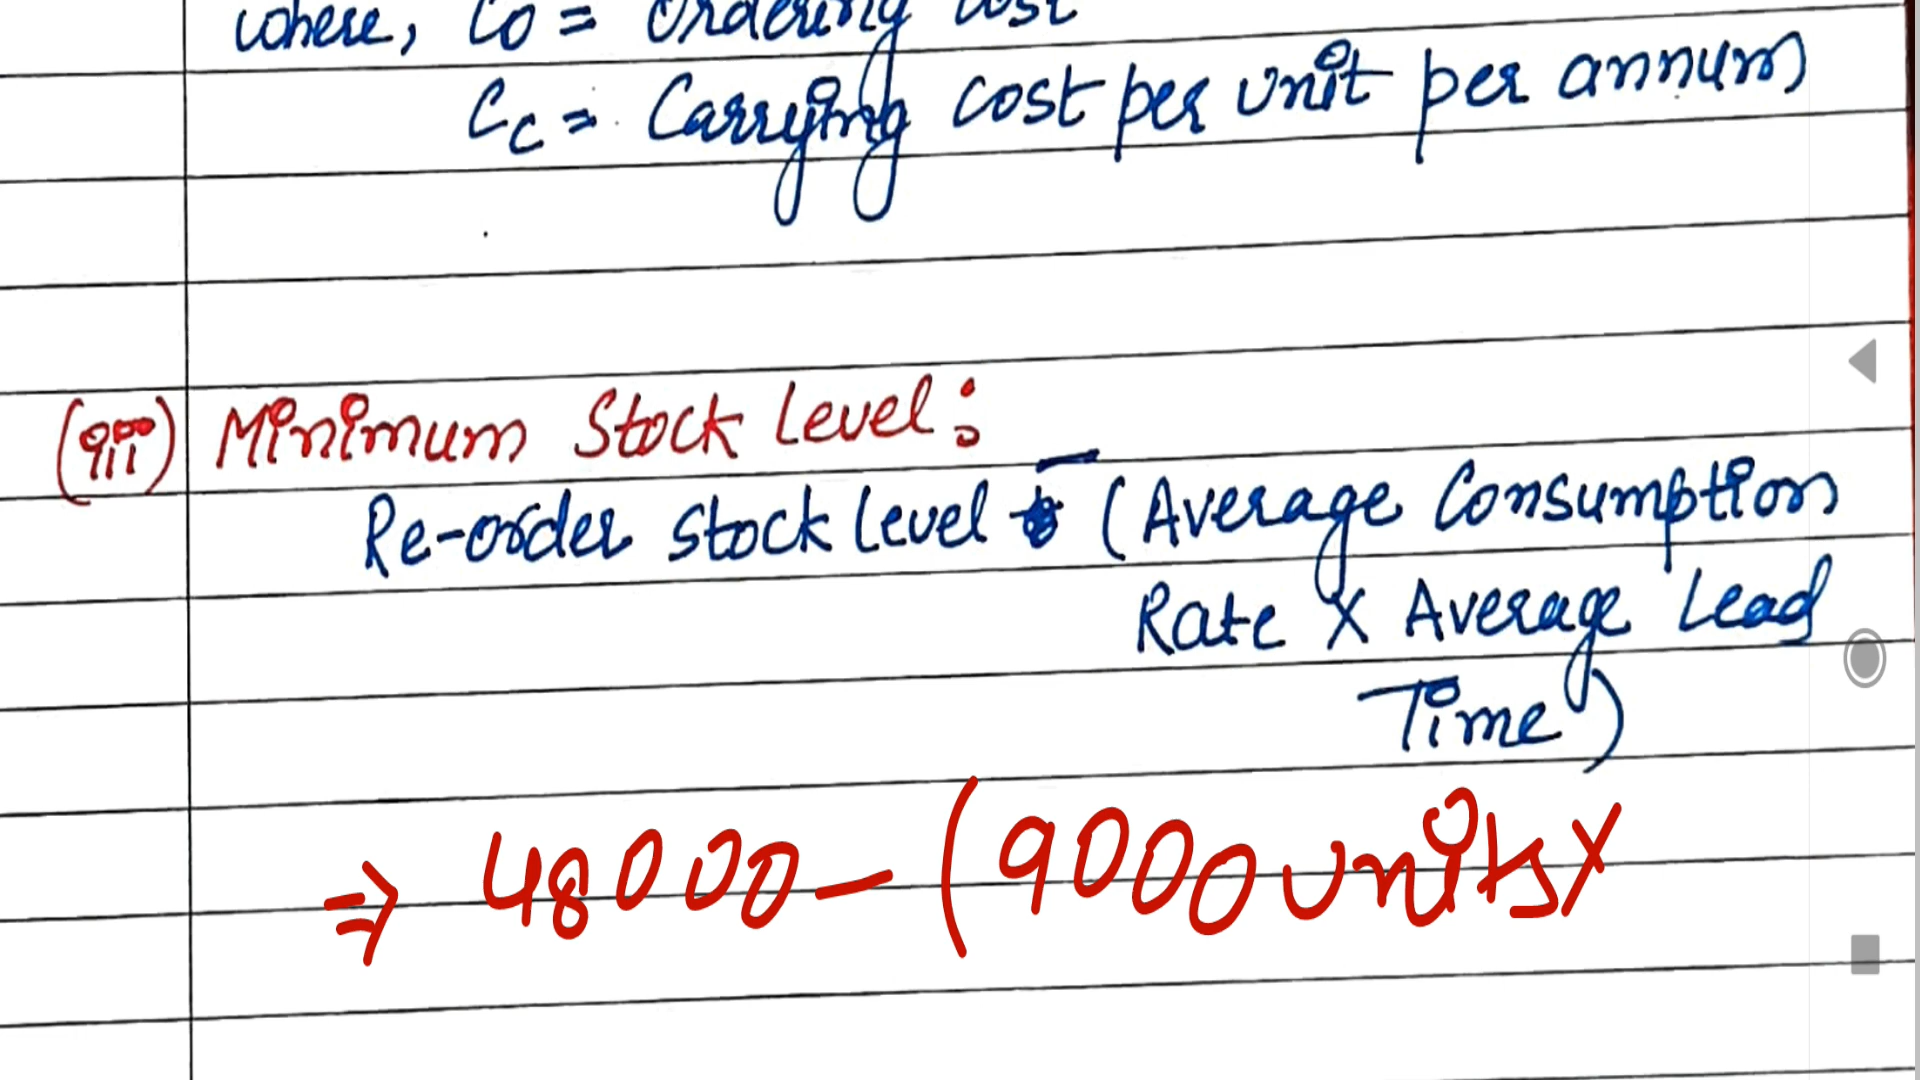 where, Co = Ordering cost
Cc = Carrying cost per unit per annum
(iii) Minimum Stock Level :
Re-order stock level - (Average Consumption
Rate X Average Lead
Time)
⇒ 48000 - (9000 units X